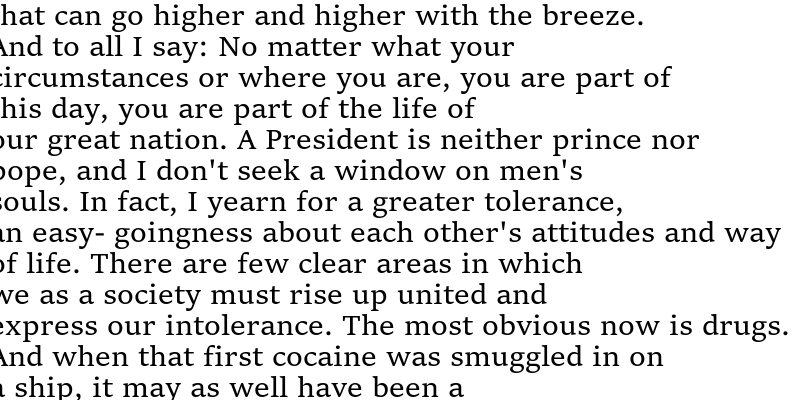 that can go higher and higher with the breeze.
And to all I say: No matter what your
circumstances or where you are, you are part of
this day, you are part of the life of
our great nation. A President is neither prince nor
pope, and I don't seek a window on men's
souls. In fact, I yearn for a greater tolerance,
an easy- goingness about each other's attitudes and way
of life. There are few clear areas in which
we as a society must rise up united and
express our intolerance. The most obvious now is drugs.
And when that first cocaine was smuggled in on
a ship, it may as well have been a